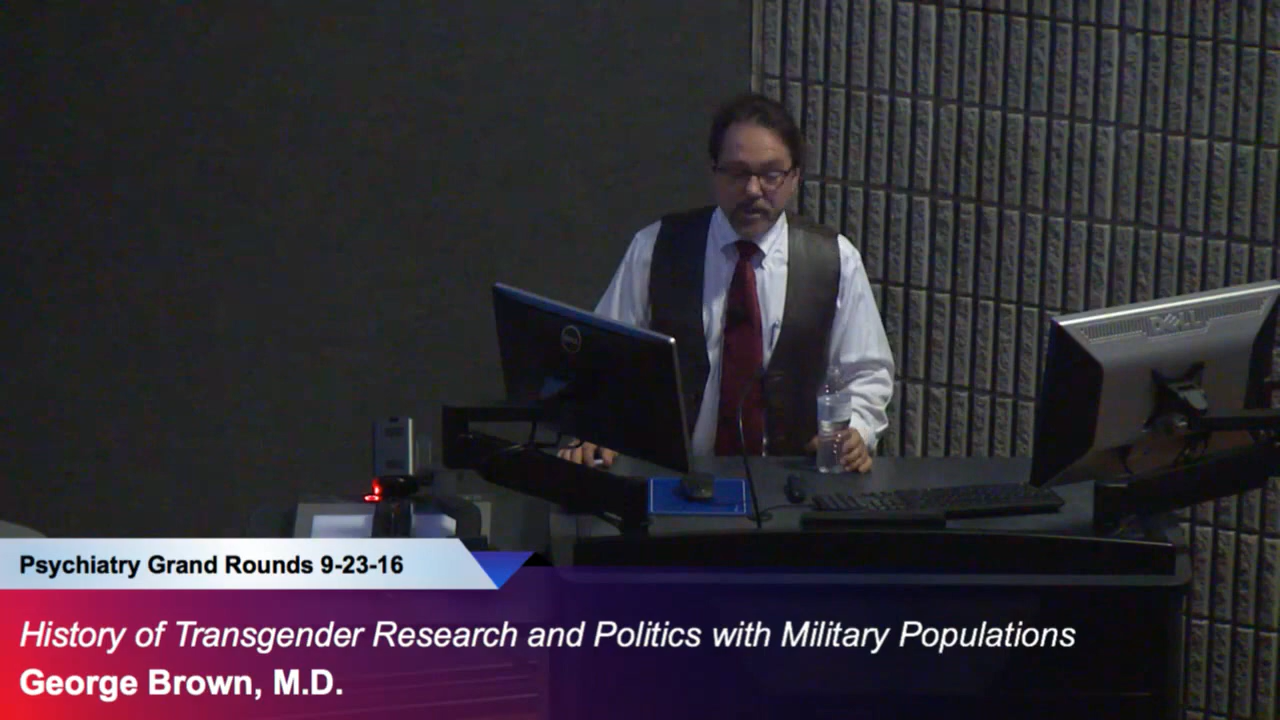 DELL
Psychiatry Grand Rounds 9-23-16
History of Transgender Research and Politics with Military Populations
George Brown, M.D.